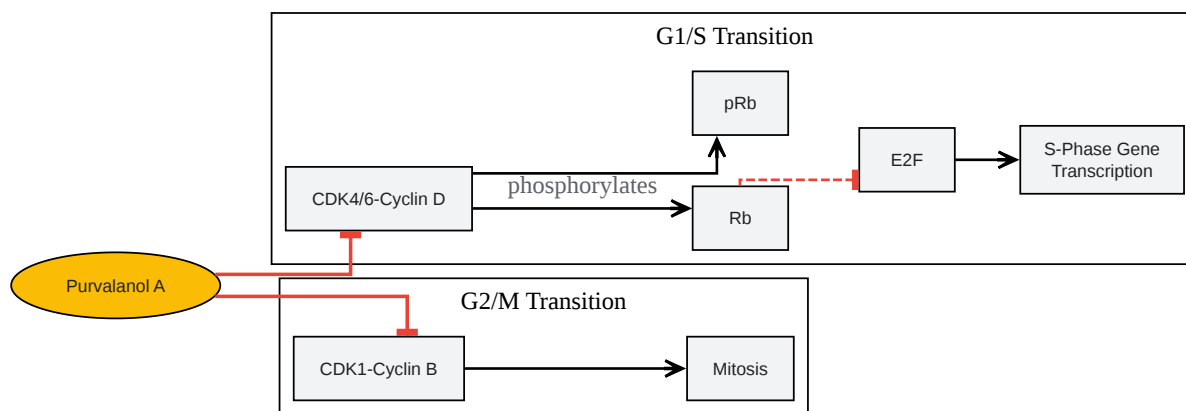 G1/S Transition
pRb
E2F
S-Phase Gene
Transcription
phosphorylates
CDK4/6-Cyclin D
Rb
Purvalanol A
G2/M Transition
CDK1-Cyclin B
Mitosis